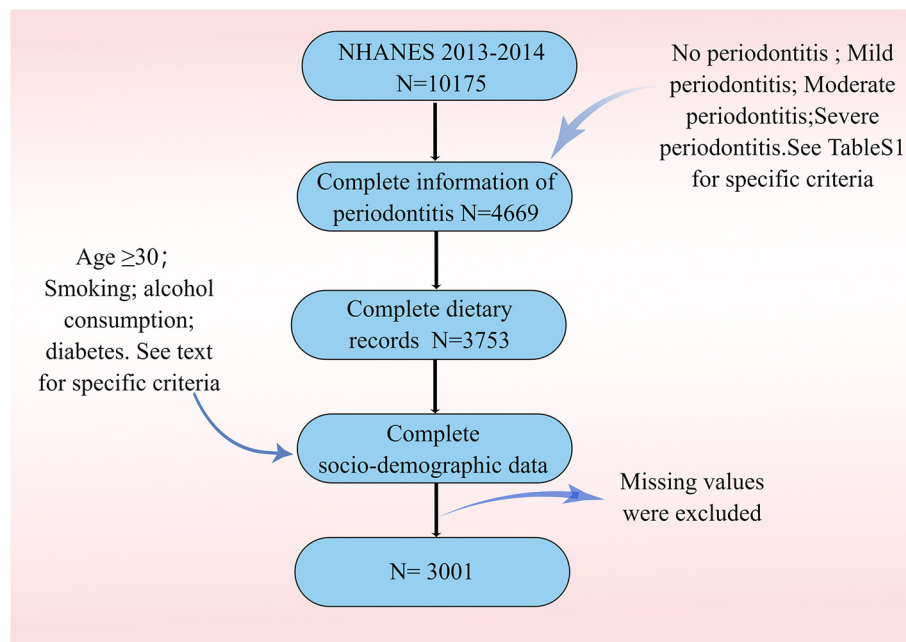 NHANES 2013-2014
N=10175
No periodontitis ; Mild
periodontitis; Moderate
periodontitis;Severe
periodontitis.See TableS1
for specific criteria
Complete information of
periodontitis N=4669
Complete dietary
records N=3753
Age ≥30;
Smoking; alcohol
consumption;
diabetes. See text
for specific criteria
Complete
socio-demographic data
Missing values
were excluded
N= 3001